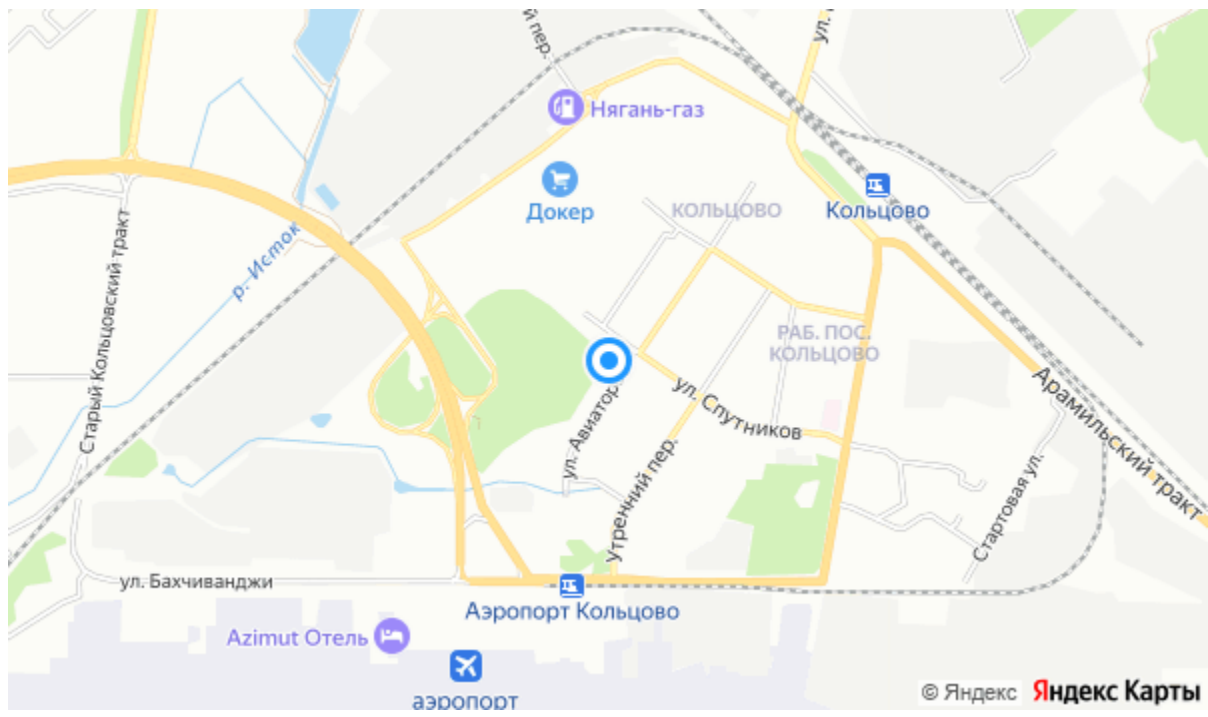 й пер.
ул.
Нягань-газ
Докер
КОЛЬЦОВО
Кольцово
р. Исток
Старый Кольцовский тракт
РАБ. ПОС.
КОЛЬЦОВО
ул. Спутников
Арамильский тракт
ул. Авиатор
утренний пер.
Стартовая ул.
ул. Бахчиванджи
Аэропорт Кольцово
Azimut Отель
аэропорт
© Яндекс Яндекс Карты